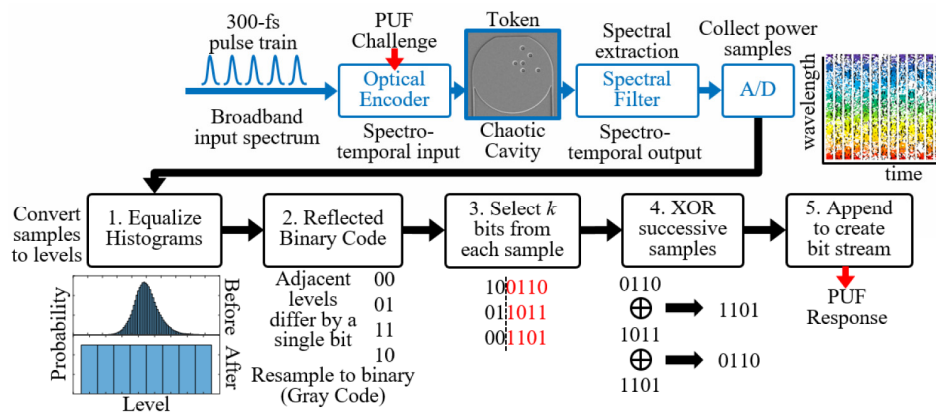 300-fs
pulse train
PUF
Challenge
Token
Spectral
extraction
Collect power
samples
Optical
Encoder
Spectral
Filter
A/D
wavelength
time
Broadband
input spectrum
Spectro-
temporal input
Chaotic
Cavity
Spectro-
temporal output
Convert
samples
to levels
1. Equalize
Histograms
2. Reflected
Binary Code
3. Select k
bits from
each sample
4. XOR
successive
samples
5. Append
to create
bit stream
Probability
Before
After
Level
Adjacent
levels
differ by a
single bit
00
01
11
10
Resample to binary
(Gray Code)
100110
011011
001101
0110
1011
1101
1101
0110
PUF
Response